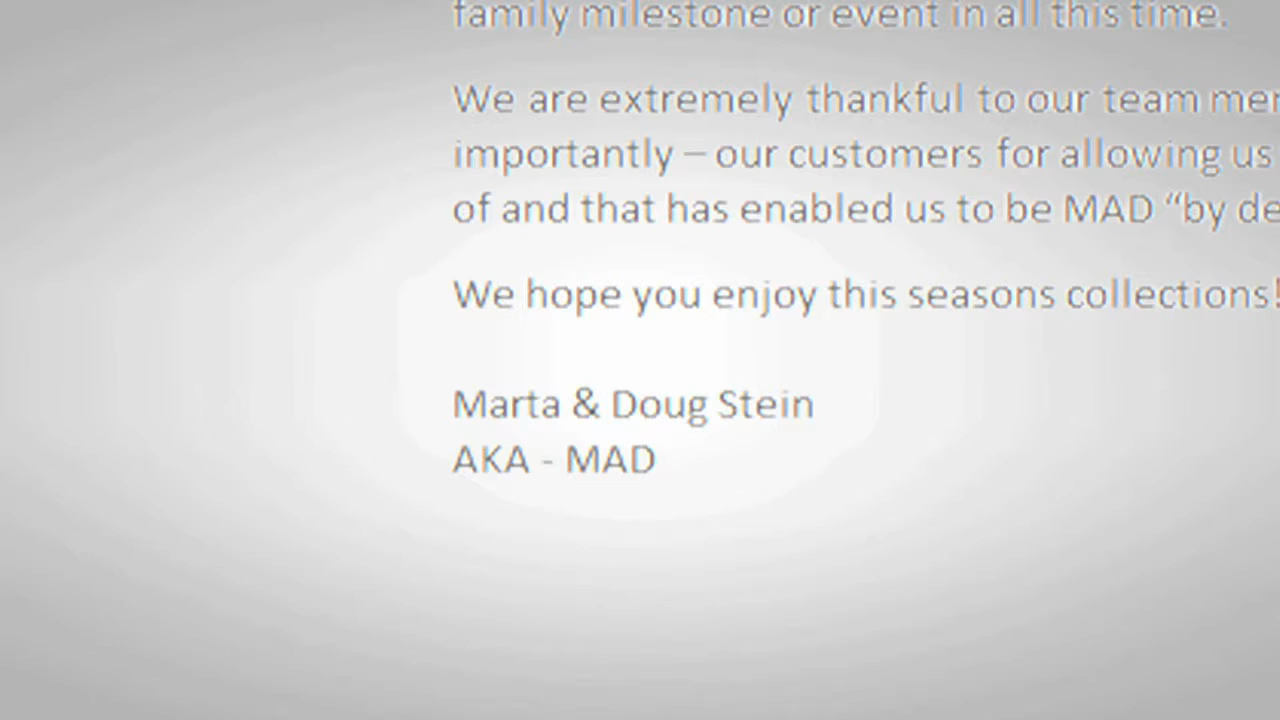 family milestone or event in all this time.
We are extremely thankful to our team
importantly – our customers for allowing us
of and that has enabled us to be MAD “by
We hope you enjoy this seasons collections!
Marta & Doug Stein
AKA - MAD